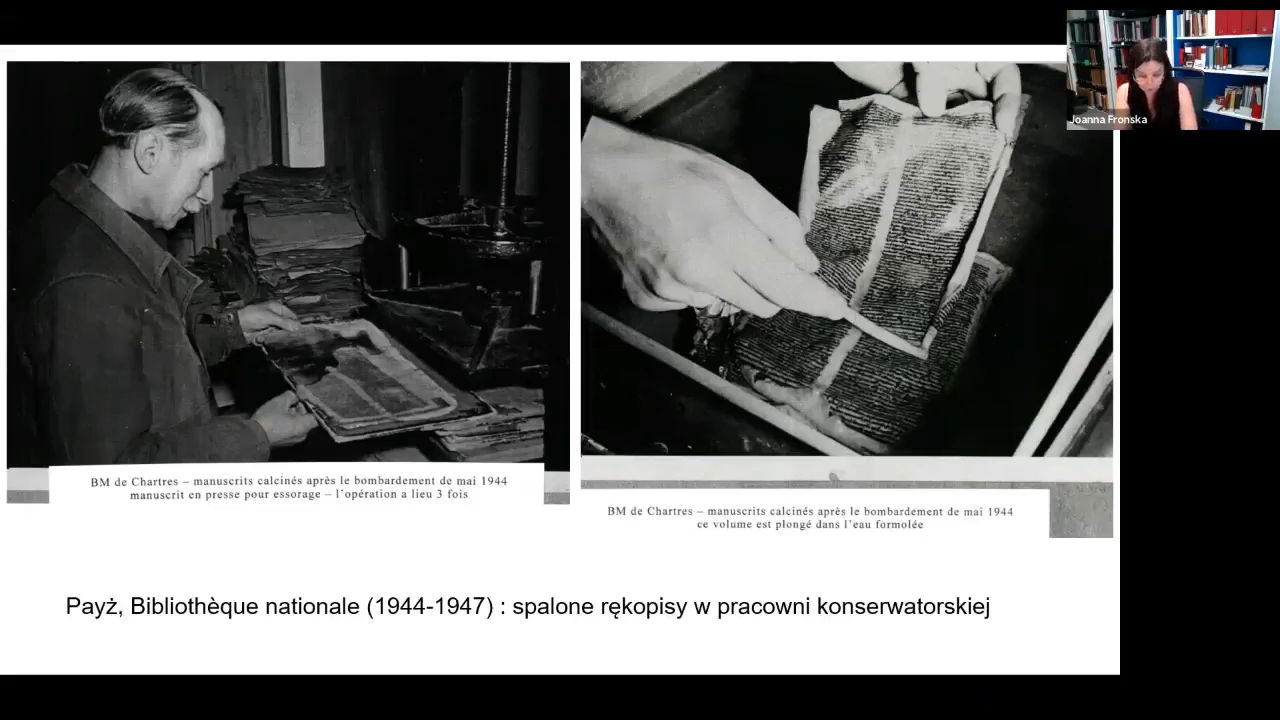 Joanna Fronska
BM de Chartres – manuscrits calcinés après le bombardement de mai 1944
manuscrit en presse pour essorage – l'opération a lieu 3 fois
BM de Chartres – manuscrits calcinés après le bombardement de mai 1944
ce volume est plongé dans l'eau formolée
Payż, Bibliothèque nationale (1944-1947) : spalone rękopisy w pracowni konserwatorskiej